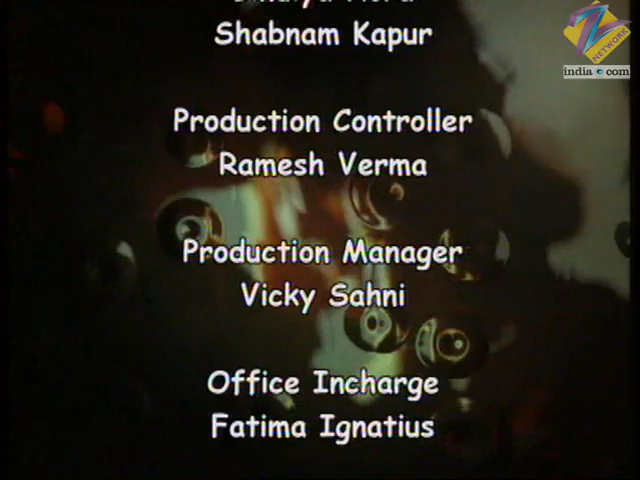 Shabnam Kapur
Production Controller
Ramesh Verma
Production Manager
Vicky Sahni
Office Incharge
Fatima Ignatius
Z
NETWORK
india.com